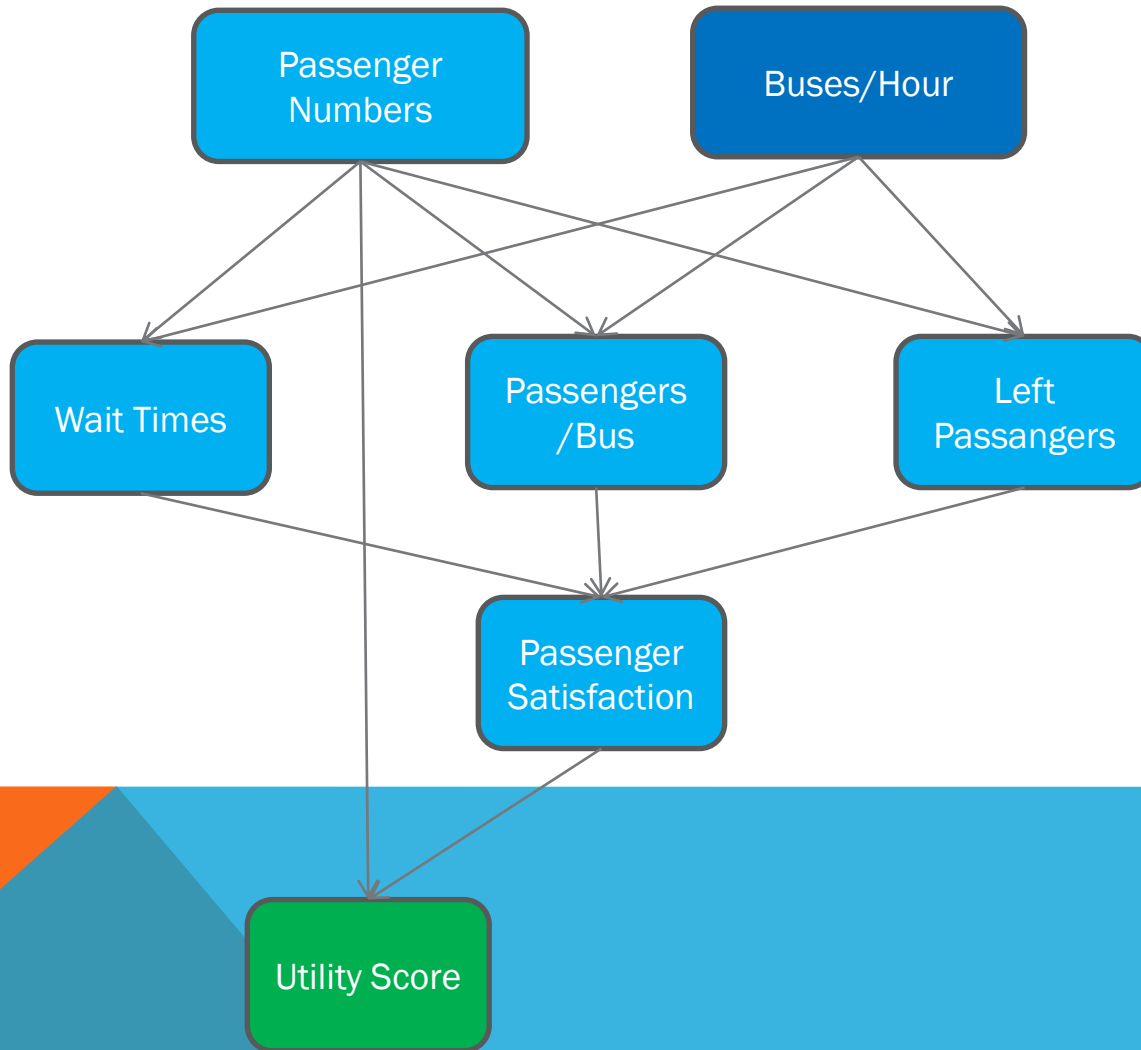 Passenger
Numbers
Buses/Hour
Wait Times
Passengers
/Bus
Left
Passangers
Passenger
Satisfaction
Utility Score